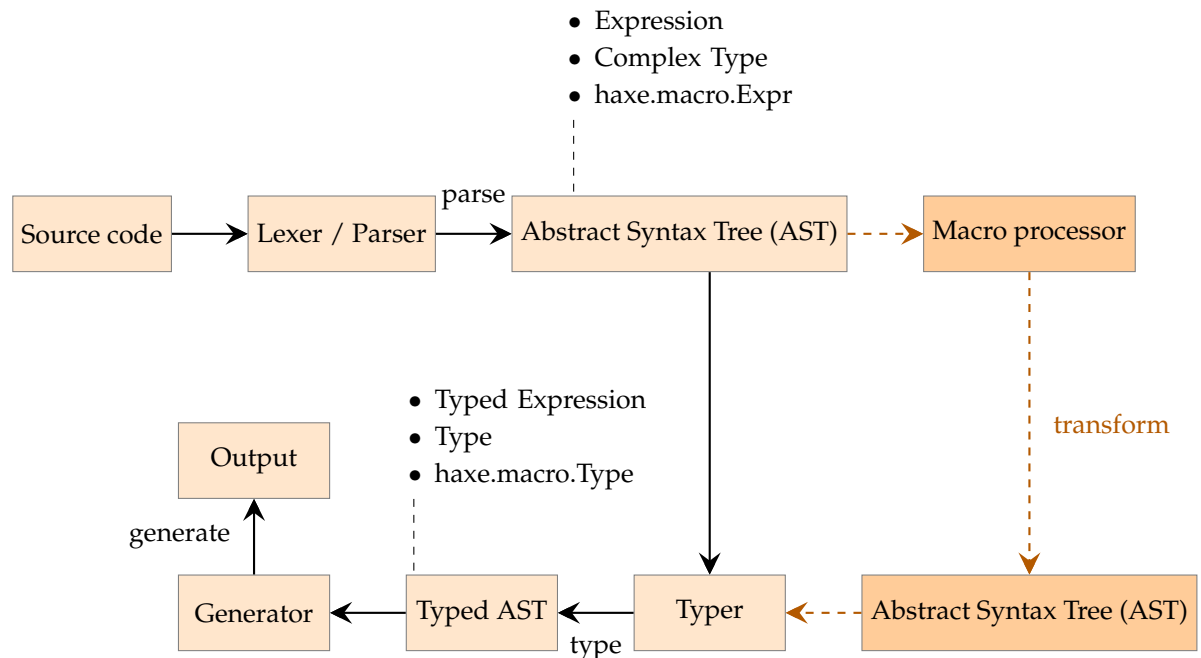 • Expression
• Complex Type
• haxe.macro.Expr
parse
Source code
Lexer / Parser
Abstract Syntax Tree (AST)
Macro processor
• Typed Expression
• Type
• haxe.macro.Type
transform
Output
generate
Generator
Typed AST
Typer
Abstract Syntax Tree (AST)
type